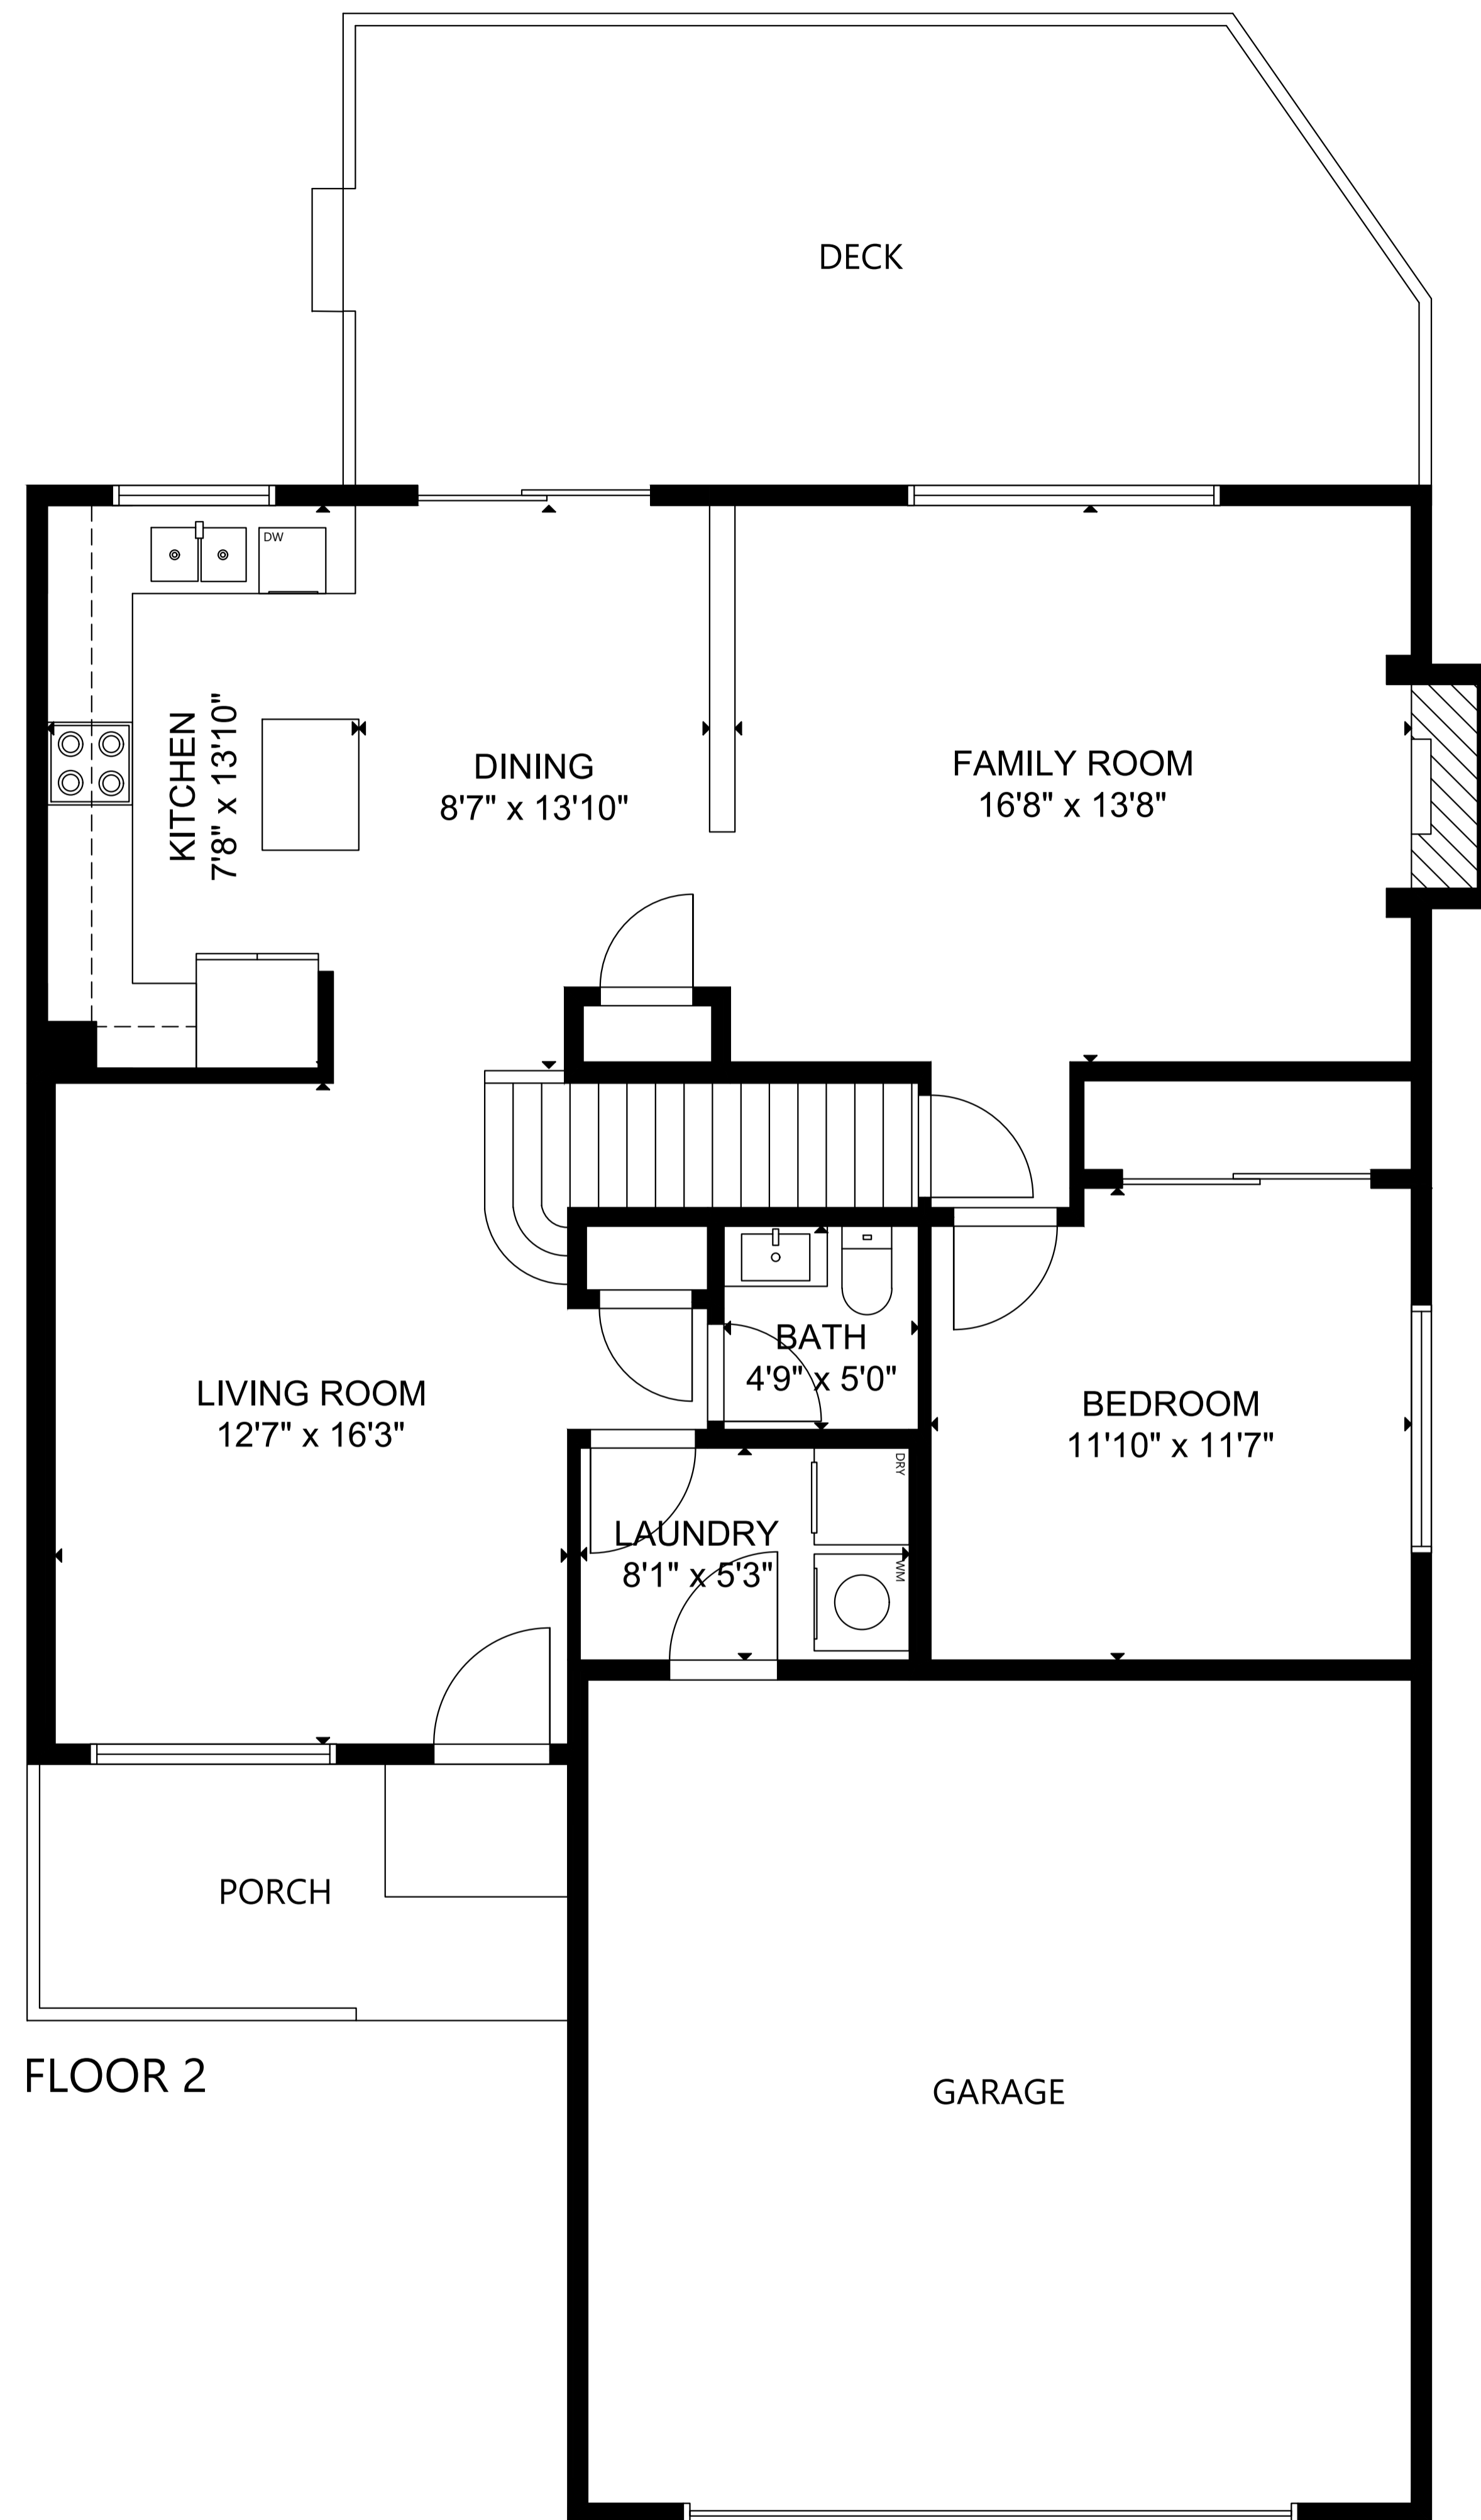 DECK
DW
KITCHEN
7'8" x 13'10"
DINING
8'7" x 13'10"
FAMILY ROOM
16'8" x 13'8"
BATH
4'9" x 5'0"
LIVING ROOM
12'7" x 16'3"
BEDROOM
11'10" x 11'7"
DRY
LAUNDRY
8'1" x 5'3"
WM
PORCH
FLOOR 2
GARAGE